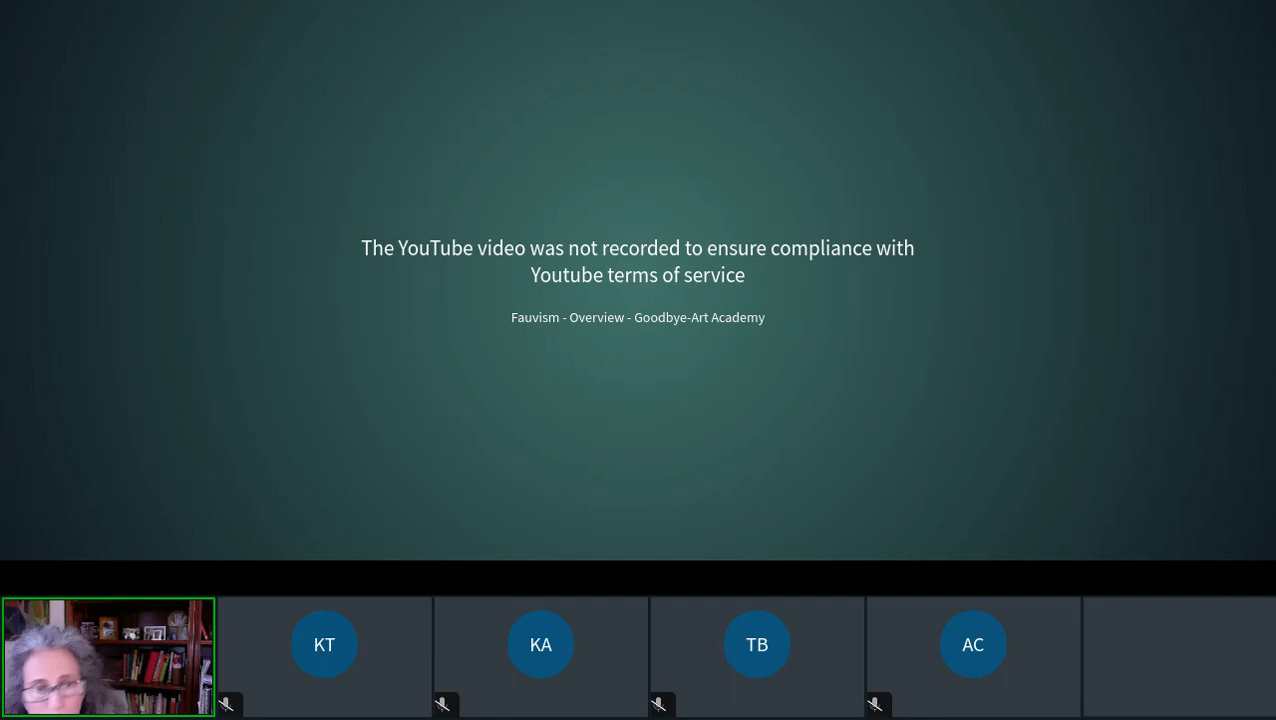 The YouTube video was not recorded to ensure compliance with
Youtube terms of service
Fauvism - Overview - Goodbye-Art Academy
KT
KA
TB
AC